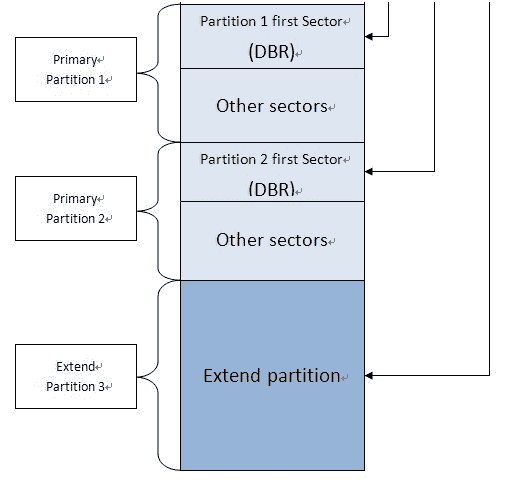 Partition 1 first Sector
(DBR)
Primary
Partition 1
Other sectors
Partition 2 first Sector
(DBR)
Primary
Partition 2
Other sectors
Extend
Partition 3
Extend partition